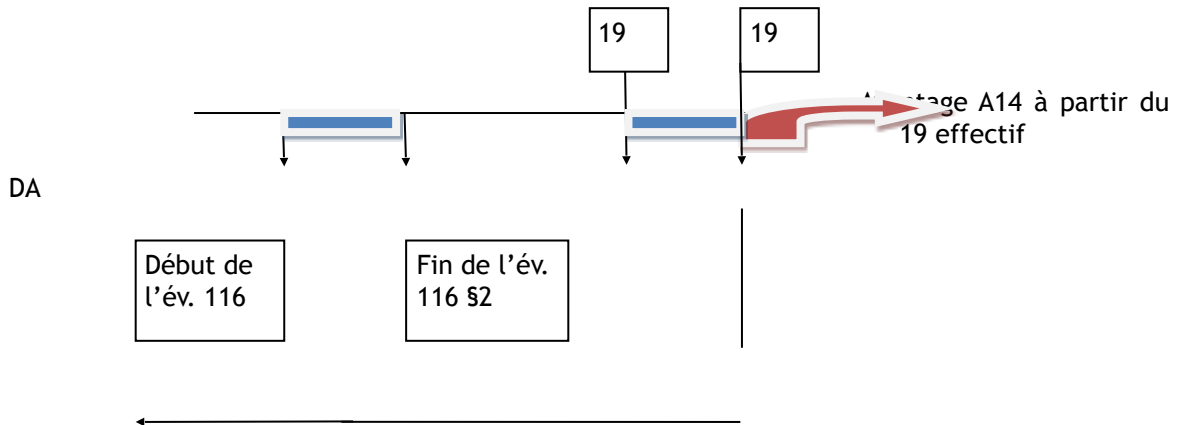 19
19
tage A14 à partir du
19 effectif
DA
Début de
l'év. 116
Fin de l'év.
116 §2